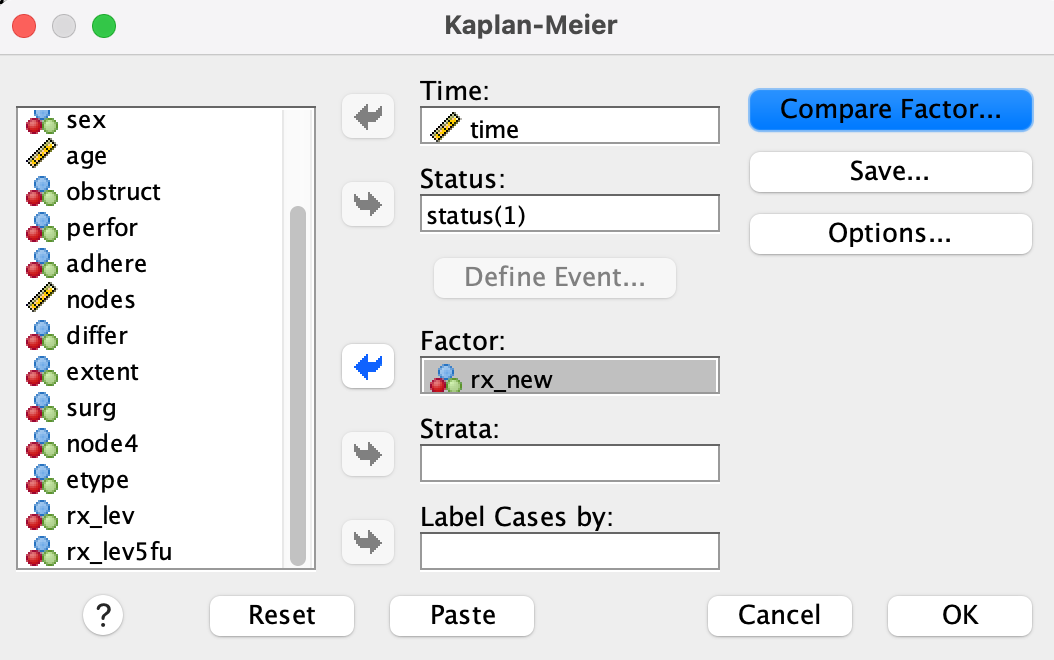 Kaplan-Meier
sex
age
obstruct
perfor
adhere
nodes
differ
extent
surg
node4
etype
rx_lev
rx_lev5fu
Time:
time
Status:
status(1)
Define Event...
Factor:
rx_new
Strata:
Label Cases by:
Compare Factor...
Save...
Options...
?
Reset
Paste
Cancel
OK